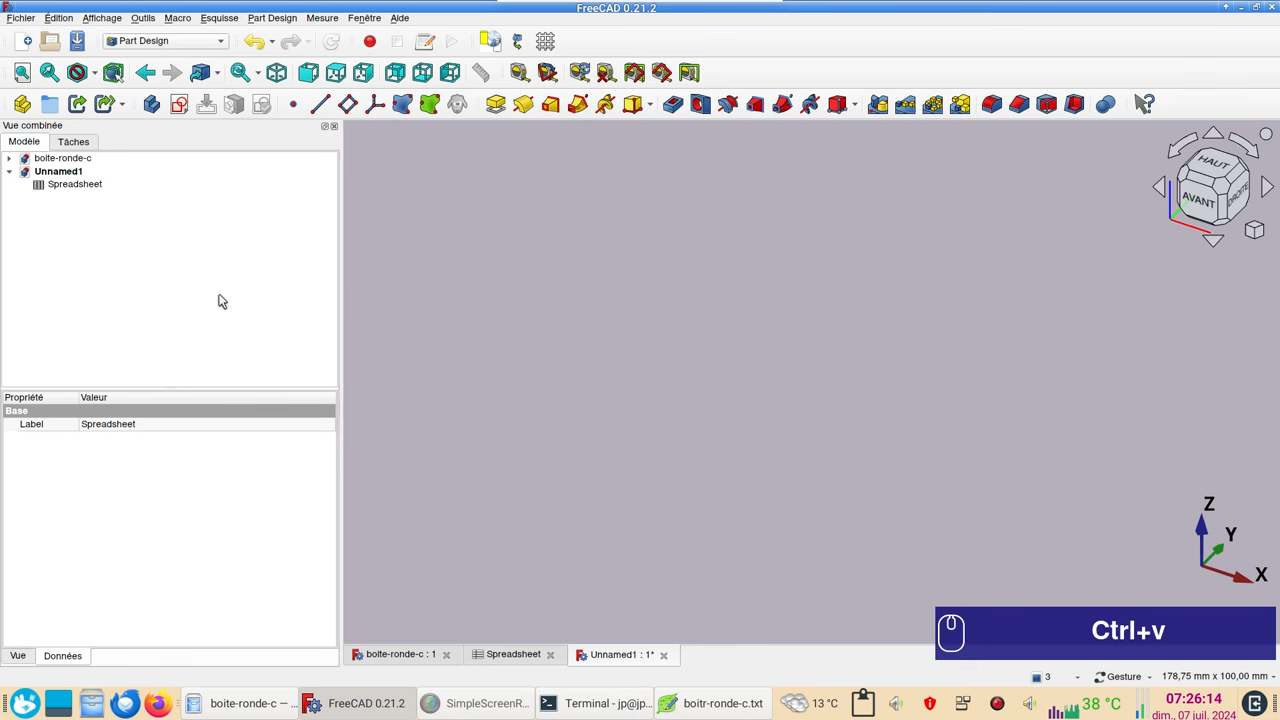 FreeCAD 0.21.2
Fichier Édition Affichage Outils Macro Esquisse Part Design Mesure Fenêtre Aide
Part Design
Vue combinée
Modèle Tâches
boite-ronde-c
Unnamed1
Spreadsheet
HAUT
AVANT
DROITE
Propriété Valeur
Base
Label Spreadsheet
Z
Y
X
Ctrl+v
Vue Données
boite-ronde-c : 1 Spreadsheet Unnamed1 : 1*
3 Gesture 178,75 mm x 100,00 mm
boite-ronde-c — ... FreeCAD 0.21.2 SimpleScreenR... Terminal - jp@jp... boitr-ronde-c.txt 13 °C 38 °C 07:26:14
dim., 07 juil. 2024